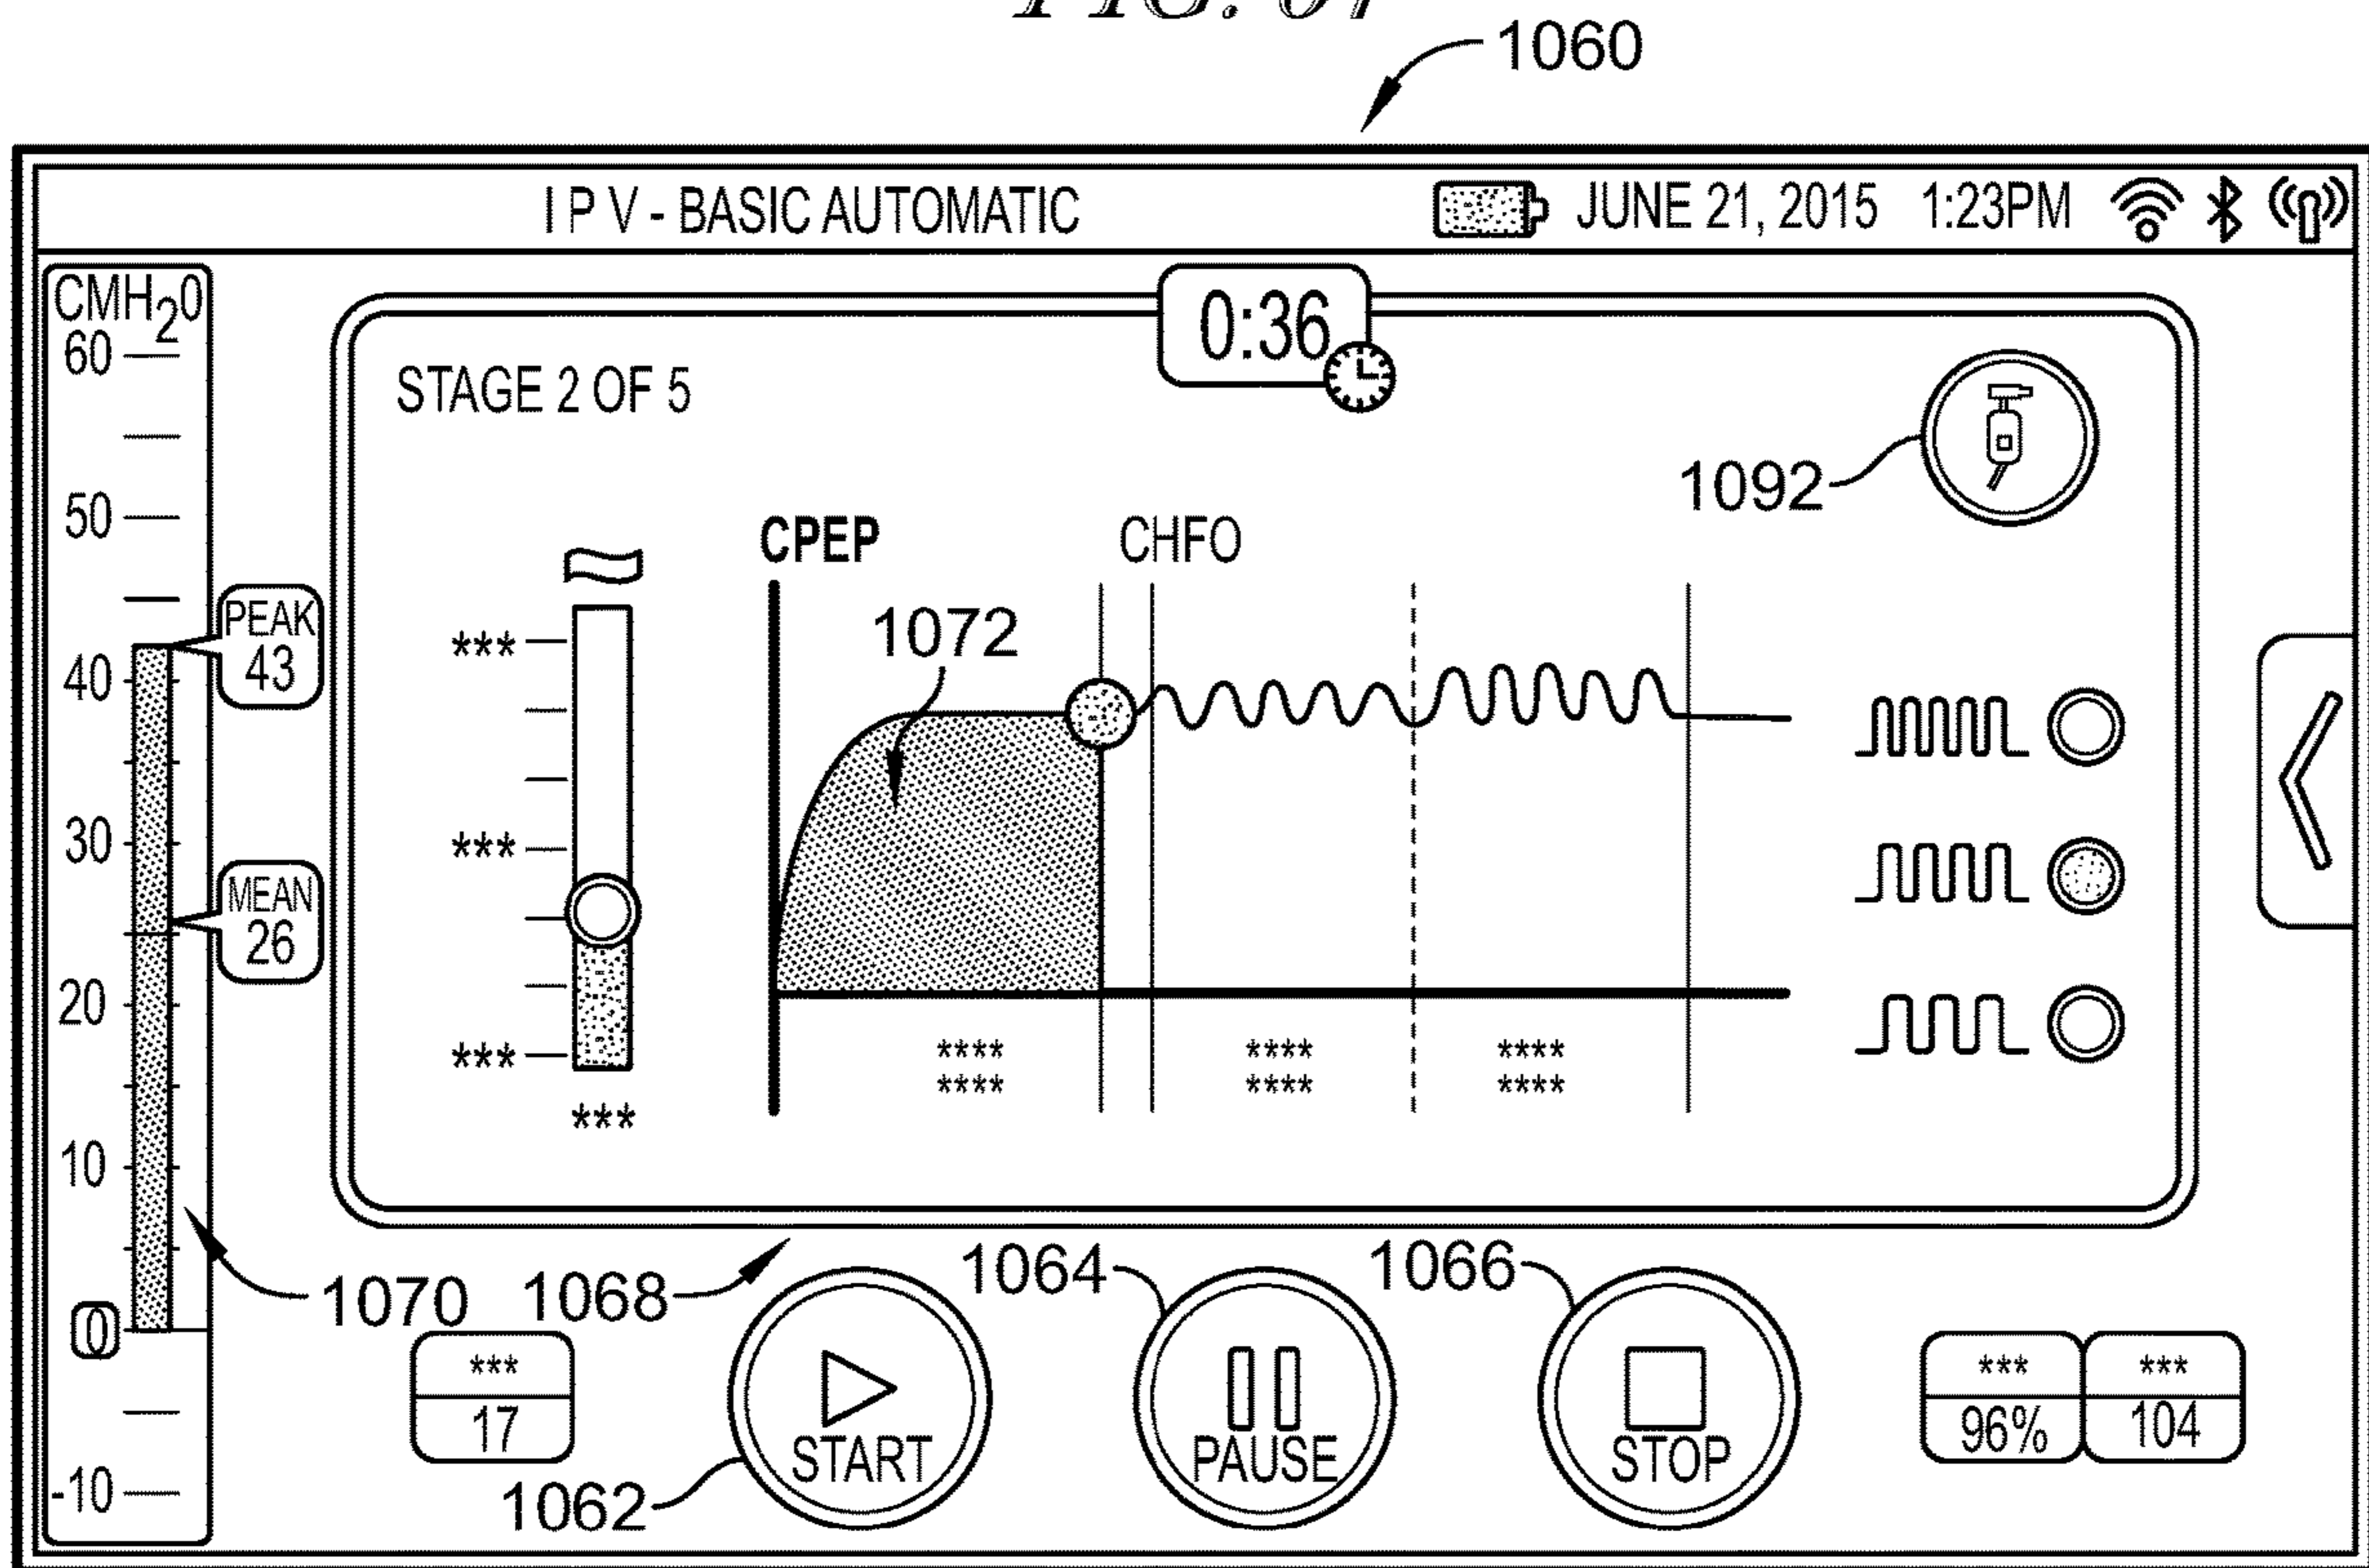 1060
I P V - BASIC AUTOMATIC
JUNE 21, 2015 1:23PM
CMH20
60
50
40
30
20
10
0
-10
PEAK
43
MEAN
26
0:36
STAGE 2 OF 5
1092
CPEP
CHFO
1072
***
***
***
***
**** **** ****
**** **** ****
1070
1068
1064
1066
***
17
START
1062
PAUSE
STOP
*** ***
96% 104